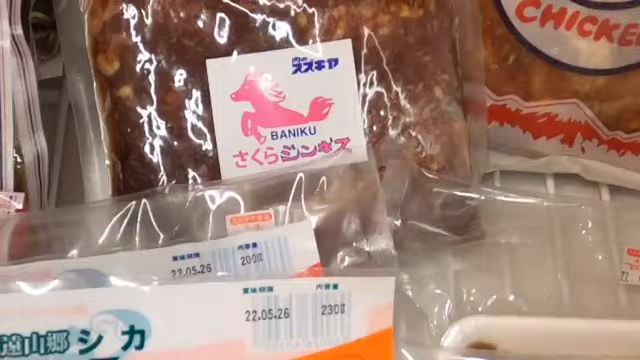 CHICKEN
肉のスズキヤ
BANIKU
さくらジンギス
賞味期限
内容量
22.05.26
200g
賞味期限
内容量
22.05.26
230g
遠山郷 シカ
22.